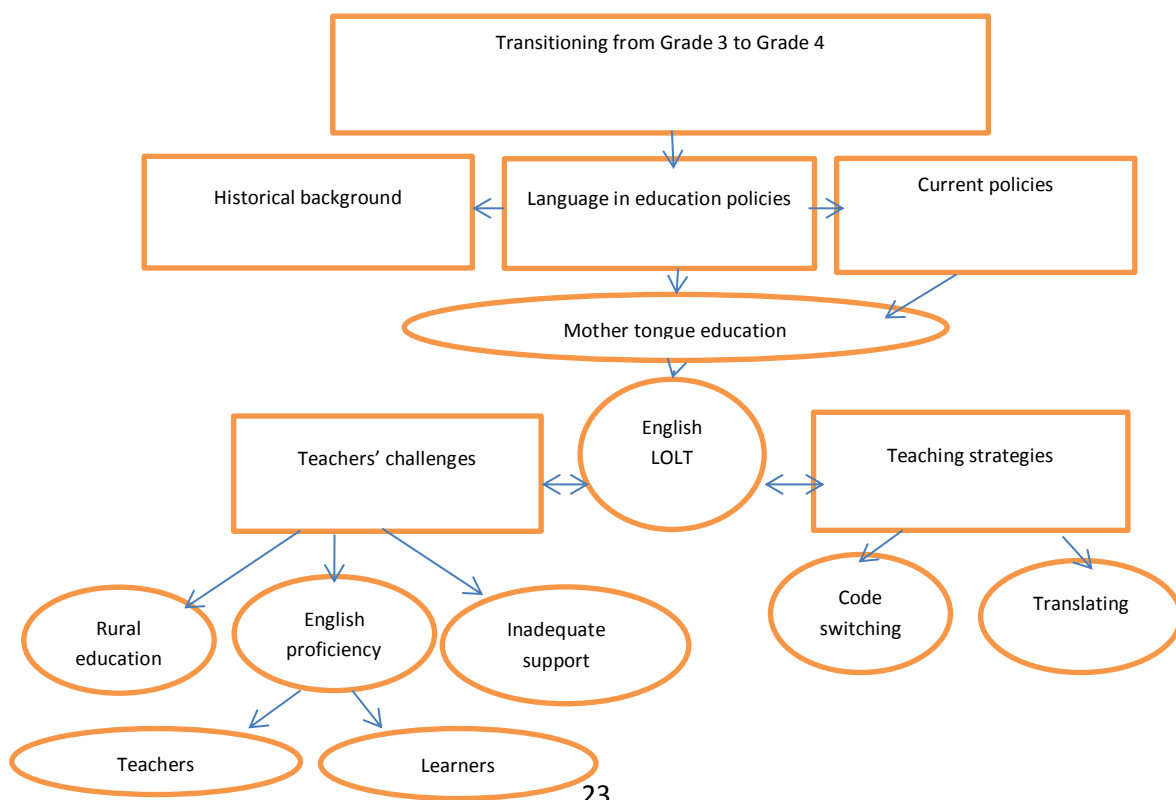 Transitioning from Grade 3 to Grade 4
Historical background
Language in education policies
Current policies
Mother tongue education
English
LOLT
Teachers’ challenges
Teaching strategies
Rural
education
English
proficiency
Inadequate
support
Code
switching
Translating
Teachers
Learners
23